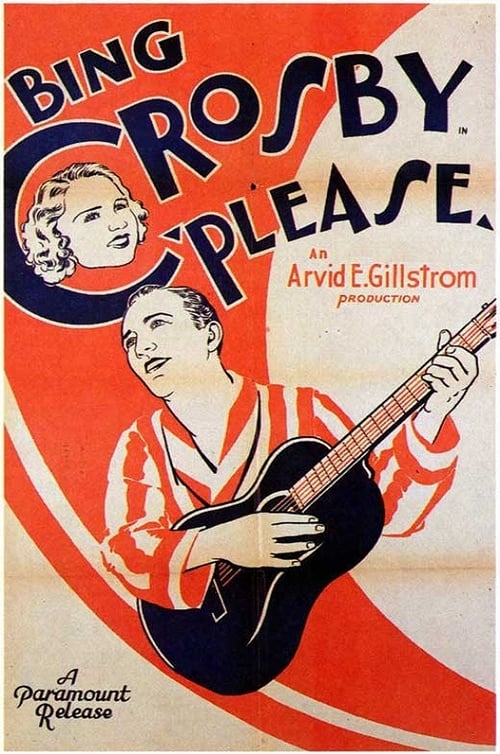 BING
CROSBY
IN
"PLEASE"
An
Arvid E. Gillstrom
PRODUCTION
A
Paramount
Release